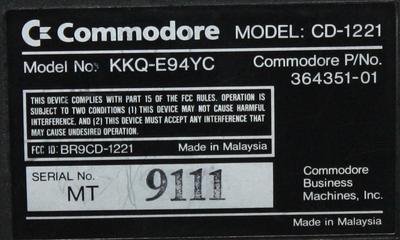 Commodore MODEL: CD-1221
Model No. KKQ-E94YC Commodore P/No.
364351-01
THIS DEVICE COMPLIES WITH PART 15 OF THE FCC RULES. OPERATION IS
SUBJECT TO TWO CONDITIONS (1) THIS DEVICE MAY NOT CAUSE HARMFUL
INTERFERENCE, AND (2) THIS DEVICE MUST ACCEPT ANY INTERFERENCE THAT
MAY CAUSE UNDESIRED OPERATION.
FCC ID: BR9CD-1221 Made in Malaysia
SERIAL No.
MT 9111
Commodore
Business
Machines, Inc.
Made in Malaysia